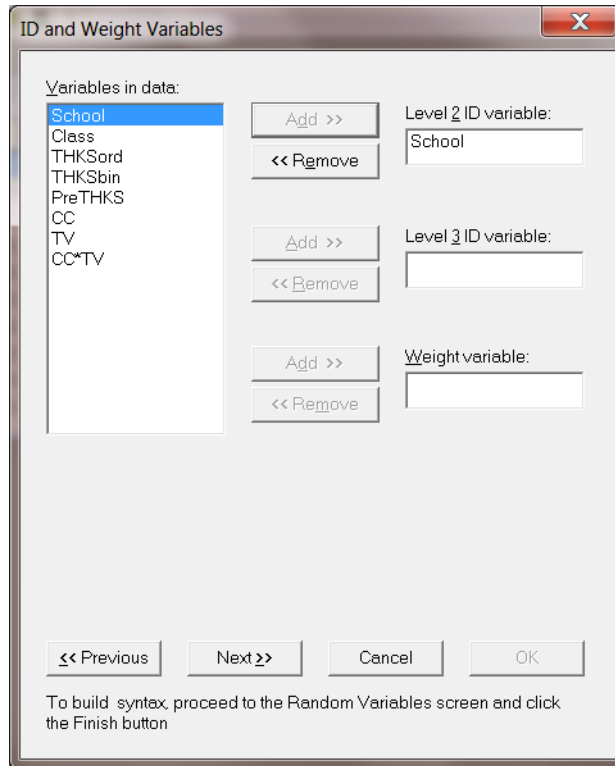 ID and Weight Variables
X
Variables in data:
School
Class
THKSord
THKSbin
PreTHKS
CC
TV
CC*TV
Add >>
<< Remove
Level 2 ID variable:
School
Add >>
<< Remove
Level 3 ID variable:
Add >>
<< Remove
Weight variable:
<< Previous
Next >>
Cancel
OK
To build syntax, proceed to the Random Variables screen and click
the Finish button